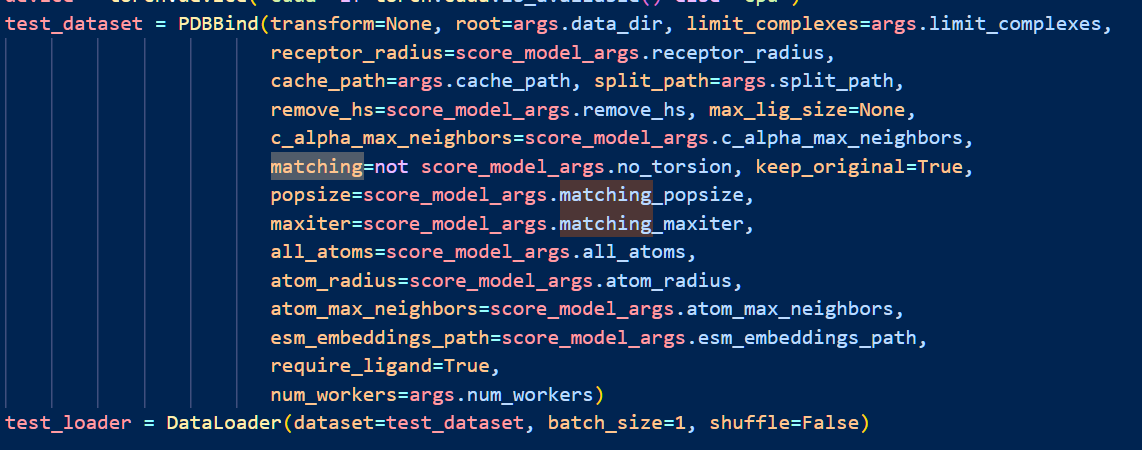 test_dataset = PDBBind(transform=None, root=args.data_dir, limit_complexes=args.limit_complexes,
receptor_radius=score_model_args.receptor_radius,
cache_path=args.cache_path, split_path=args.split_path,
remove_hs=score_model_args.remove_hs, max_lig_size=None,
c_alpha_max_neighbors=score_model_args.c_alpha_max_neighbors,
matching=not score_model_args.no_torsion, keep_original=True,
popsize=score_model_args.matching_popsize,
maxiter=score_model_args.matching_maxiter,
all_atoms=score_model_args.all_atoms,
atom_radius=score_model_args.atom_radius,
atom_max_neighbors=score_model_args.atom_max_neighbors,
esm_embeddings_path=score_model_args.esm_embeddings_path,
require_ligand=True,
num_workers=args.num_workers)
test_loader = DataLoader(dataset=test_dataset, batch_size=1, shuffle=False)